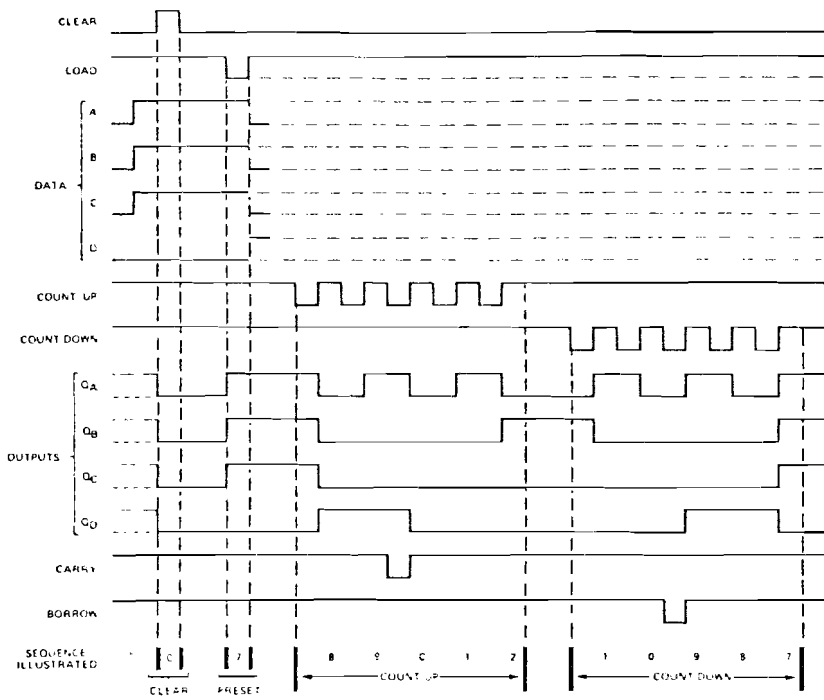 CLEAR
LOAD
A
B
DATA
C
D
COUNT UP
COUNT DOWN
QA
QB
OUTPUTS
QC
QD
CARRY
BORROW
SEQUENCE
ILLUSTRATED
0 7 8 9 0 1 2 1 0 9 8 7
COUNT UP COUNT DOWN
CLEAR PRESET